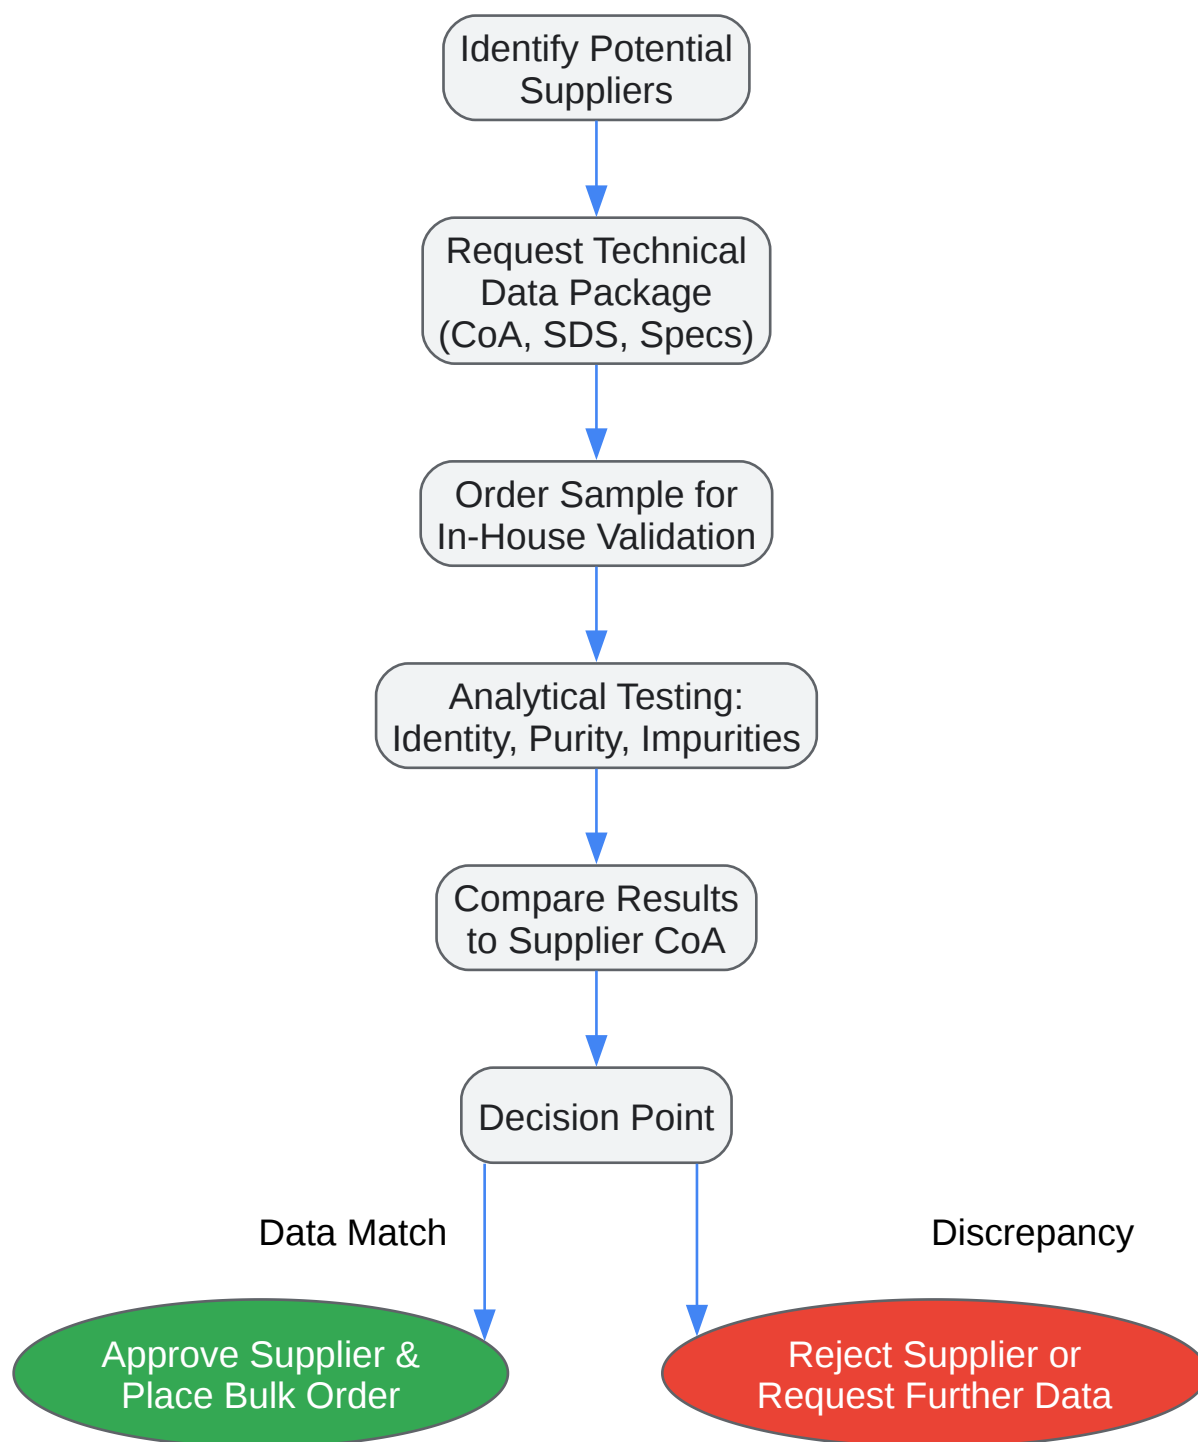 Identify Potential
Suppliers
Request Technical
Data Package
(CoA, SDS, Specs)
Order Sample for
In-House Validation
Analytical Testing:
Identity, Purity, Impurities
Compare Results
to Supplier CoA
Decision Point
Data Match
Discrepancy
Approve Supplier &
Place Bulk Order
Reject Supplier or
Request Further Data